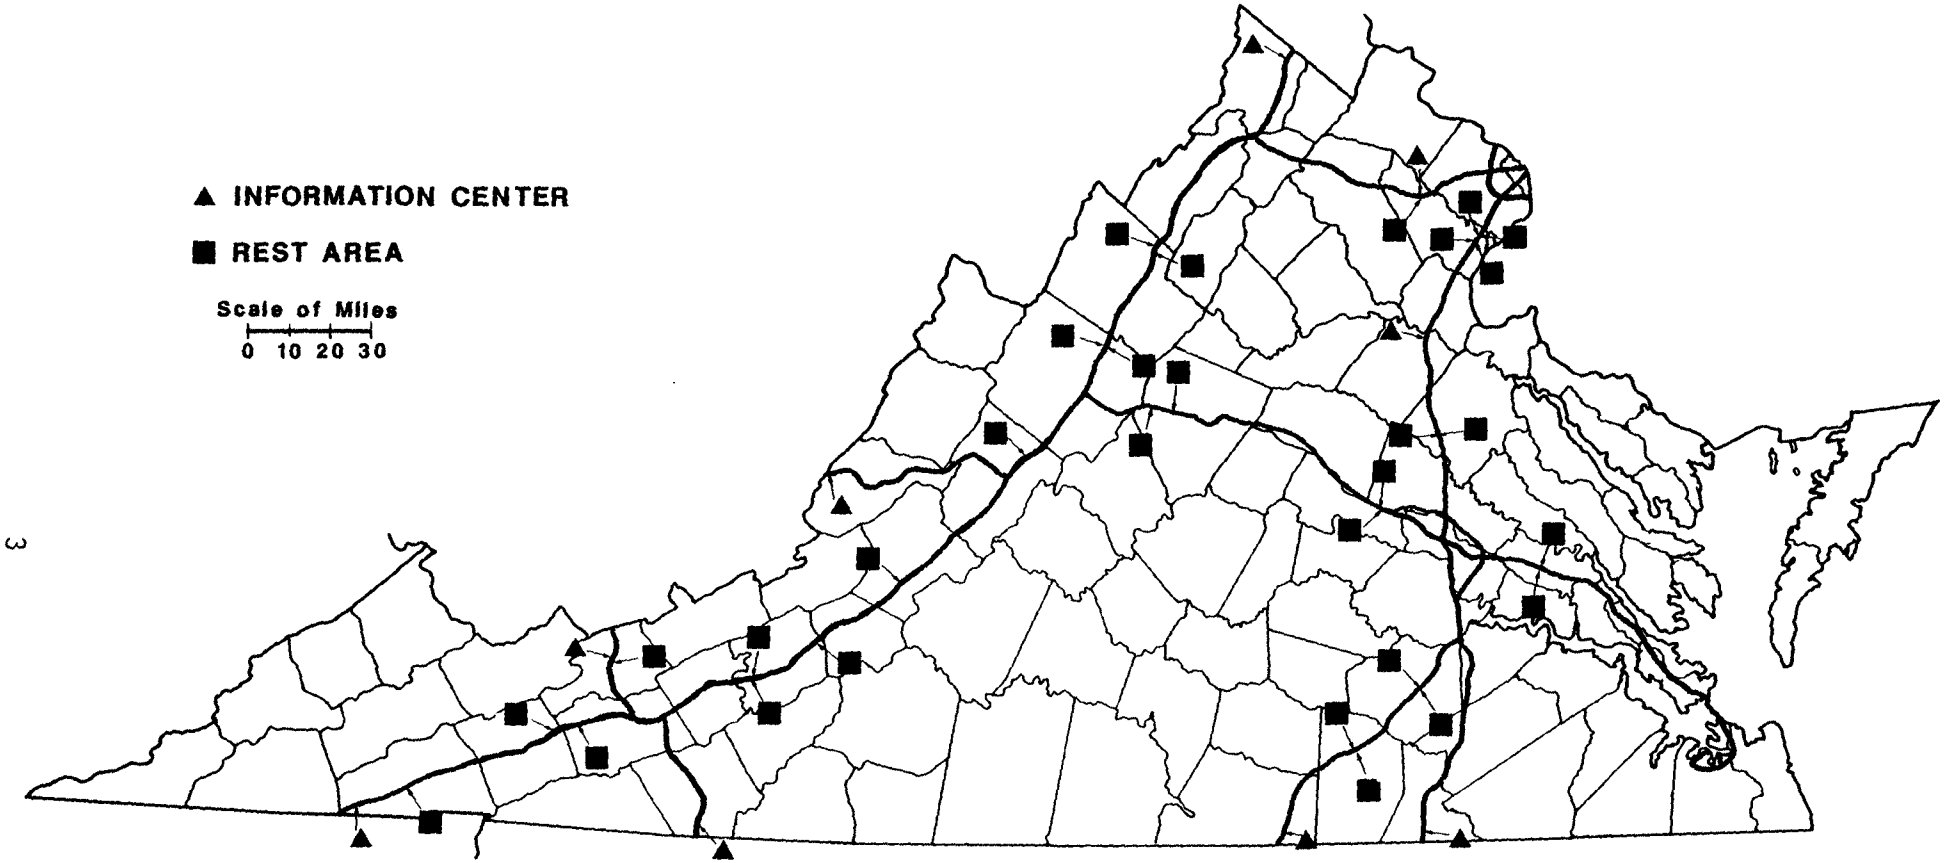 INFORMATION CENTER
REST AREA
Scale of Miles
0 10 20 30
3